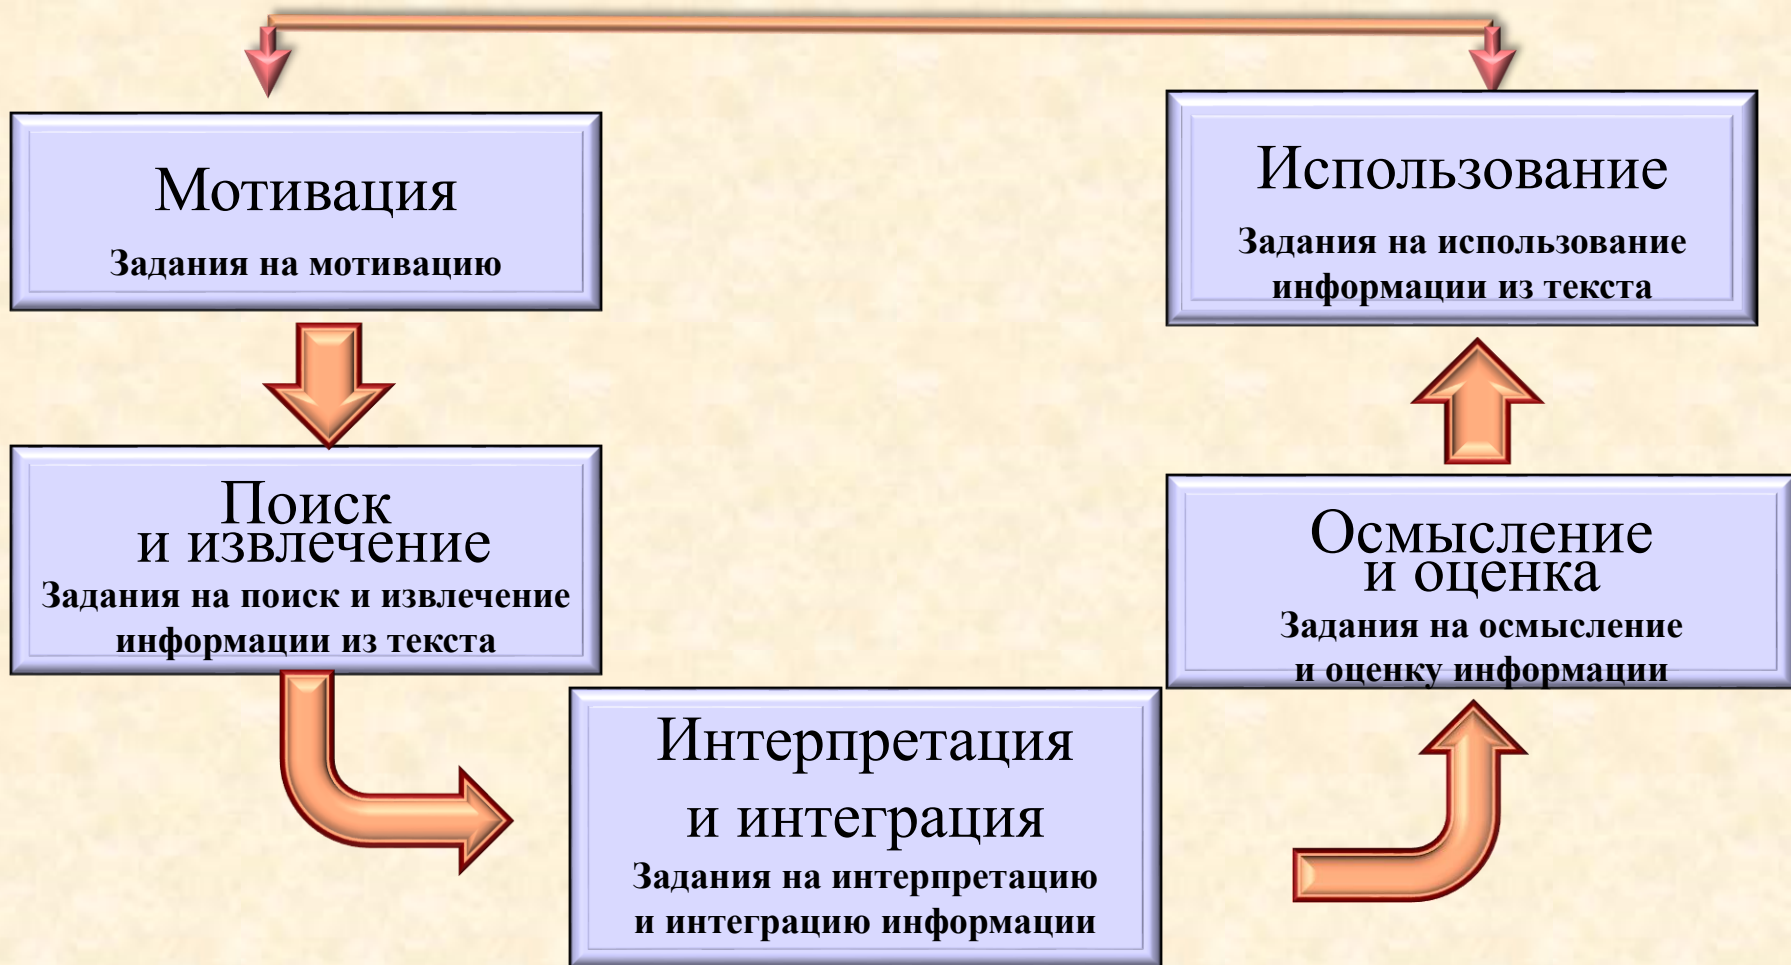 Мотивация
Задания на мотивацию
Поиск
и извлечение
Задания на поиск и извлечение
информации из текста
Интерпретация
и интеграция
Задания на интерпретацию
и интеграцию информации
Осмысление
и оценка
Задания на осмысление
и оценку информации
Использование
Задания на использование
информации из текста